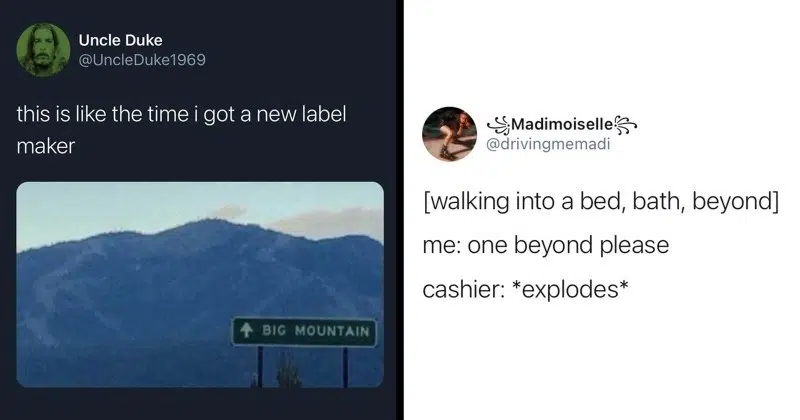 Uncle Duke
@UncleDuke1969
this is like the time i got a new label
maker
↑ BIG MOUNTAIN
꧁Madimoiselle꧂
@drivingmemadi
[walking into a bed, bath, beyond]
me: one beyond please
cashier: *explodes*